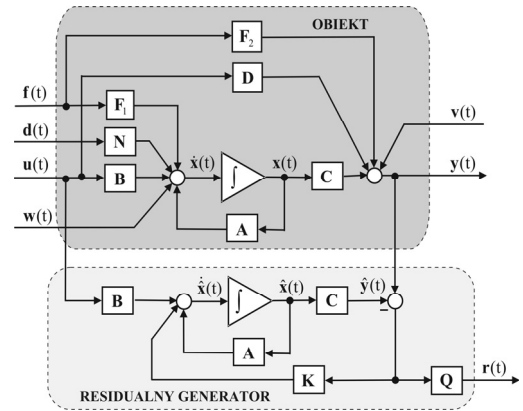 OBIEKT
F₂
D
f(t)
F₁
v(t)
d(t)
N
ẋ(t)
x(t)
y(t)
u(t)
B
∫
C
w(t)
A
B
x̂̇(t)
∫
x̂(t)
C
ŷ(t)
−
A
K
Q
r(t)
RESIDUALNY GENERATOR